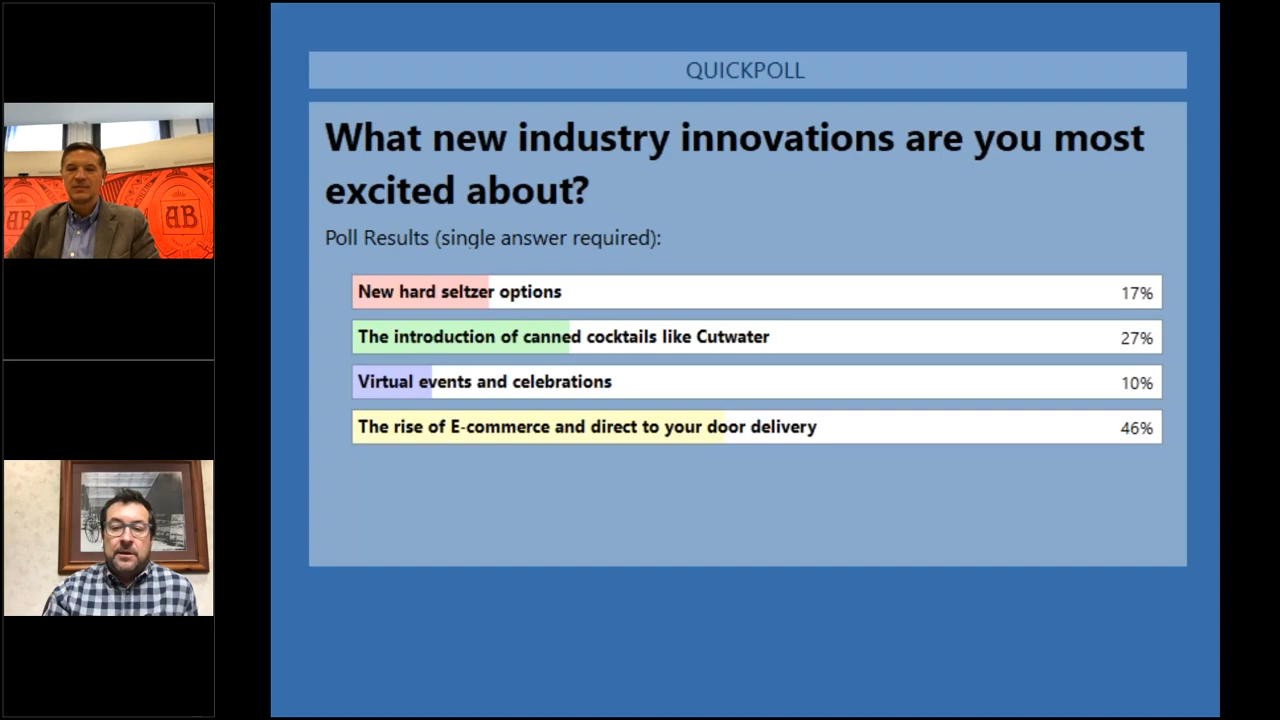 QUICKPOLL
What new industry innovations are you most
excited about?
Poll Results (single answer required):
New hard seltzer options 17%
The introduction of canned cocktails like Cutwater 27%
Virtual events and celebrations 10%
The rise of E-commerce and direct to your door delivery 46%
AB
AB